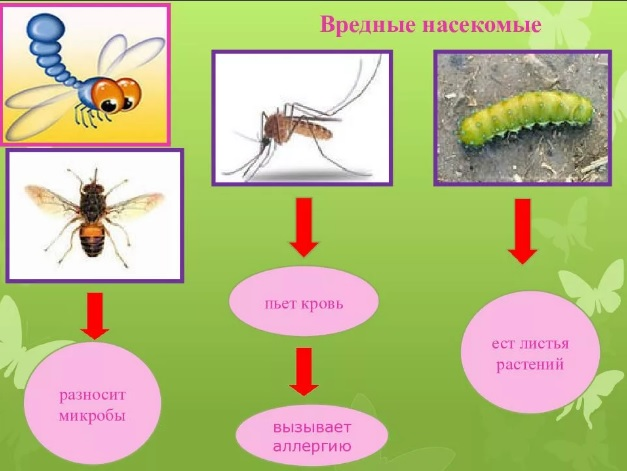 Вредные насекомые
пьет кровь
ест листья
растений
разносит
микробы
вызывает
аллергию